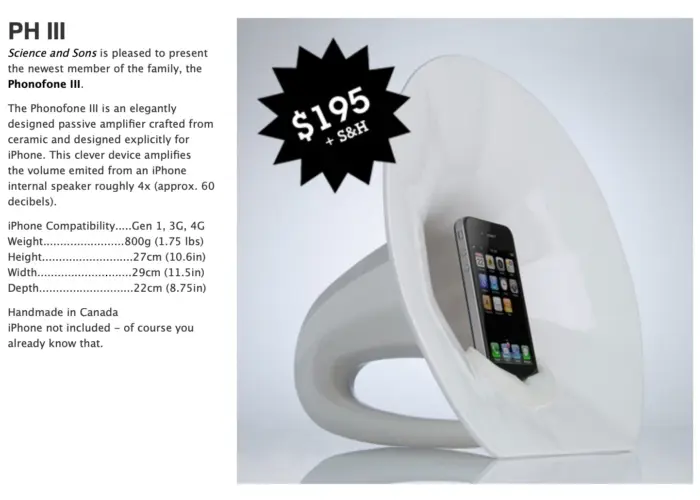 PH III
Science and Sons is pleased to present
the newest member of the family, the
Phonofone III.
The Phonofone III is an elegantly
designed passive amplifier crafted from
ceramic and designed explicitly for
iPhone. This clever device amplifies
the volume emited from an iPhone
internal speaker roughly 4x (approx. 60
decibels).
iPhone Compatibility.....Gen 1, 3G, 4G
Weight........................800g (1.75 lbs)
Height...........................27cm (10.6in)
Width............................29cm (11.5in)
Depth............................22cm (8.75in)
Handmade in Canada
iPhone not included – of course you
already know that.
$195
+ S&H